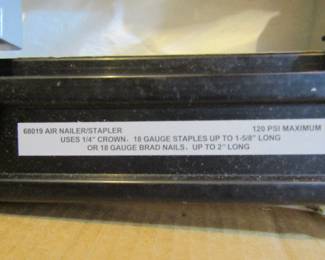 68019 AIR NAILER/STAPLER 120 PSI MAXIMUM
USES 1/4" CROWN. 18 GAUGE STAPLES UP TO 1-5/8" LONG
OR 18 GAUGE BRAD NAILS. UP TO 2" LONG